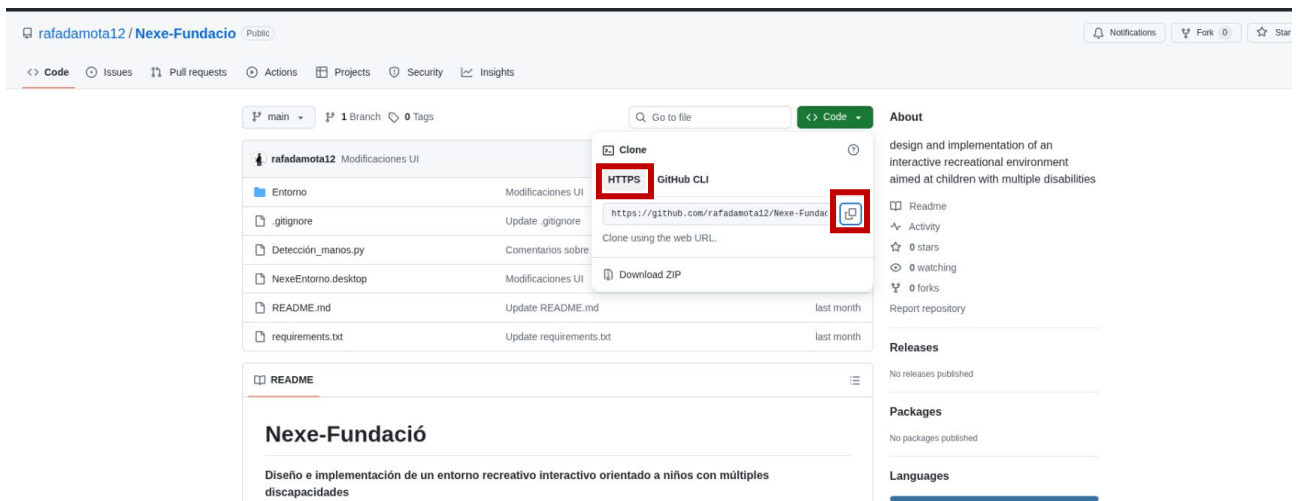 rafadamota12 / Nexe-Fundacio Public
Notifications Fork 0 Star
Code Issues Pull requests Actions Projects Security Insights
main 1 Branch 0 Tags Go to file Code
rafadamota12 Modificaciones UI
Entorno Modificaciones UI
.gitignore Update .gitignore
Detección_manos.py Comentarios sobre
NexeEntorno.desktop Modificaciones UI
README.md Update README.md last month
requirements.txt Update requirements.txt last month
Clone
HTTPS GitHub CLI
https://github.com/rafadamota12/Nexe-Fundac
Clone using the web URL.
Download ZIP
README
Nexe-Fundació
Diseño e implementación de un entorno recreativo interactivo orientado a niños con múltiples
discapacidades
About
design and implementation of an
interactive recreational environment
aimed at children with multiple disabilities
Readme
Activity
0 stars
0 watching
0 forks
Report repository
Releases
No releases published
Packages
No packages published
Languages